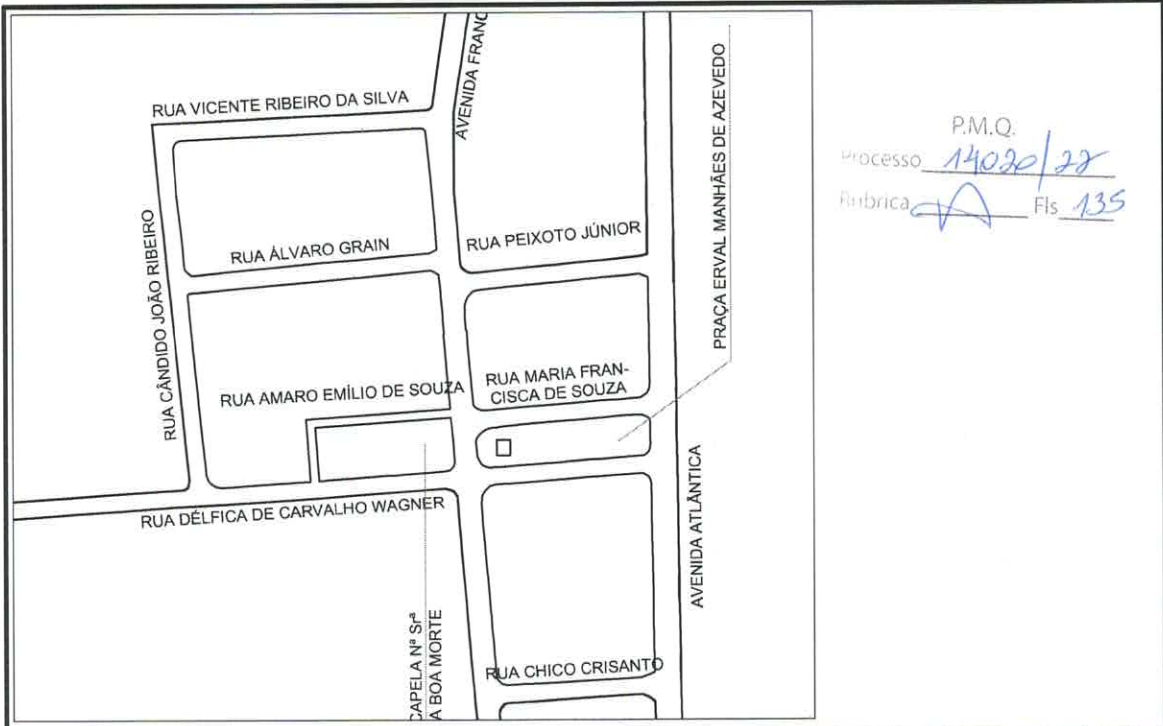 RUA VICENTE RIBEIRO DA SILVA
AVENIDA FRANC
PRAÇA ERVAL MANHÃES DE AZEVEDO
P.M.Q.
Processo 14020/22
Rubrica Fls 135
RUA CÂNDIDO JOÃO RIBEIRO
RUA ÁLVARO GRAIN
RUA PEIXOTO JÚNIOR
RUA AMARO EMÍLIO DE SOUZA
RUA MARIA FRAN-
CISCA DE SOUZA
RUA DÉLFICA DE CARVALHO WAGNER
AVENIDA ATLÂNTICA
CAPELA Nª Srª
A BOA MORTE
RUA CHICO CRISANTO